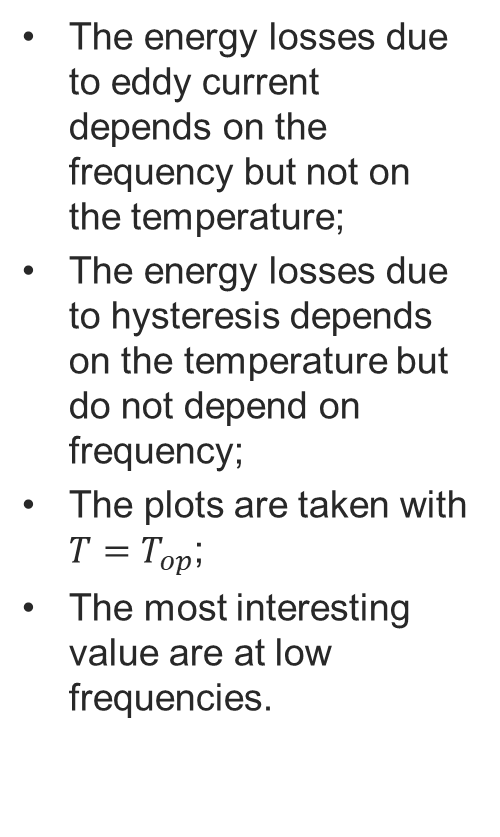 • The energy losses due
to eddy current
depends on the
frequency but not on
the temperature;
• The energy losses due
to hysteresis depends
on the temperature but
do not depend on
frequency;
• The plots are taken with
𝑇 = 𝑇𝑜𝑝;
• The most interesting
value are at low
frequencies.